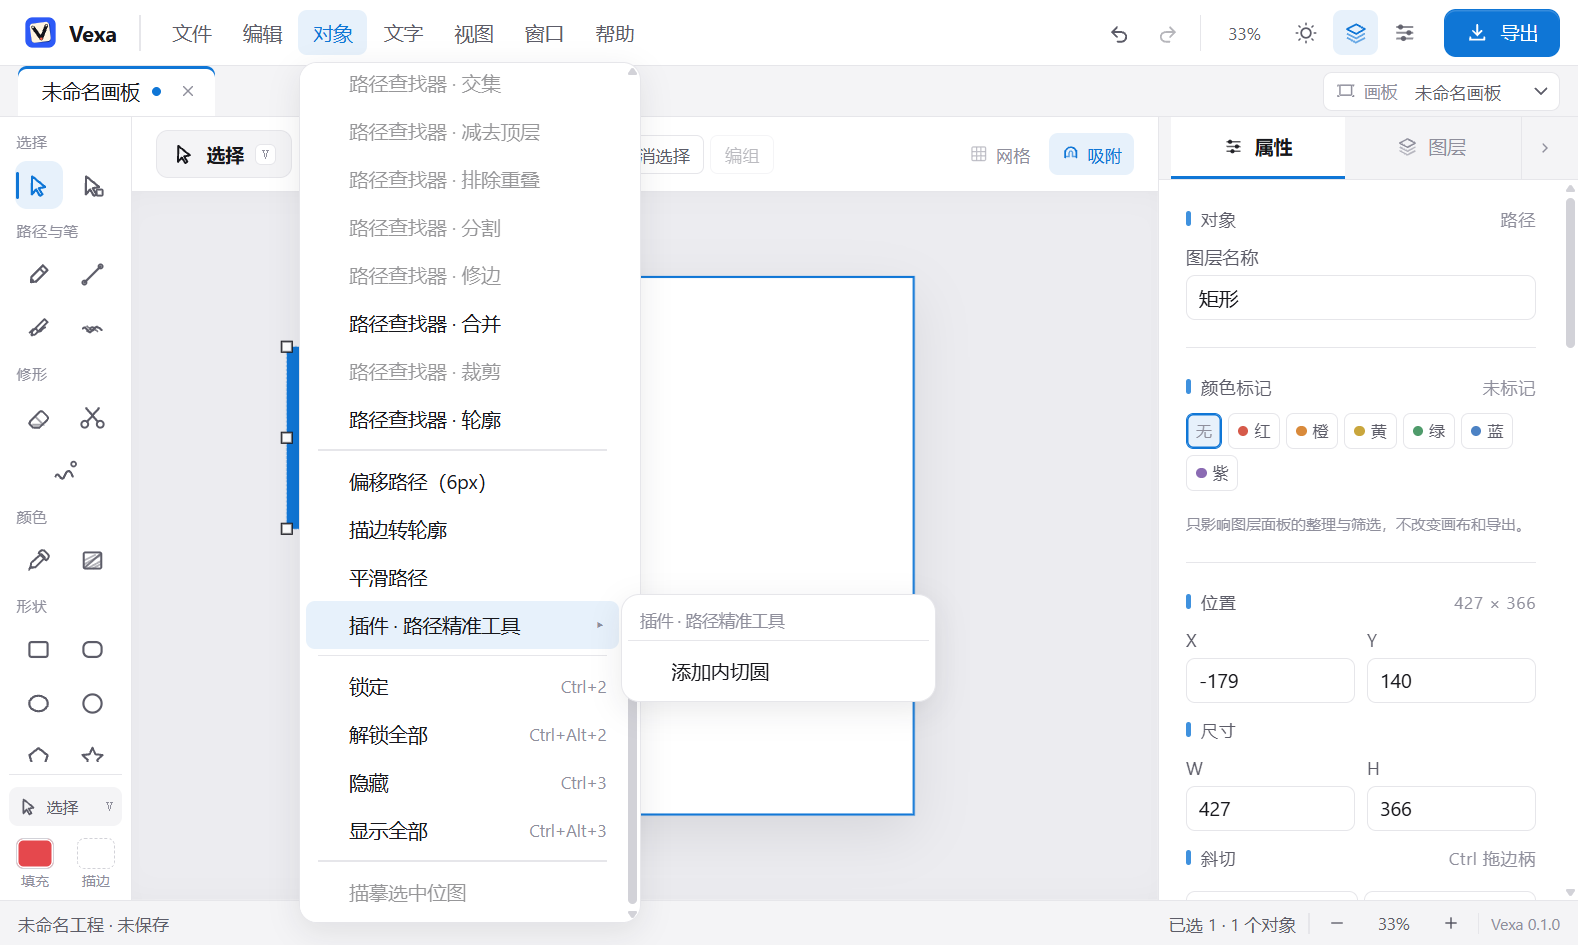 Vexa
文件
编辑
对象
文字
视图
窗口
帮助
33%
导出
未命名画板
画板
未命名画板
选择
路径与笔
修形
颜色
形状
选择 V
填充
描边
选择 V
消选择
编组
网格
吸附
路径查找器 · 交集
路径查找器 · 减去顶层
路径查找器 · 排除重叠
路径查找器 · 分割
路径查找器 · 修边
路径查找器 · 合并
路径查找器 · 裁剪
路径查找器 · 轮廓
偏移路径（6px）
描边转轮廓
平滑路径
插件 · 路径精准工具
锁定 Ctrl+2
解锁全部 Ctrl+Alt+2
隐藏 Ctrl+3
显示全部 Ctrl+Alt+3
描摹选中位图
插件 · 路径精准工具
添加内切圆
属性
图层
对象 路径
图层名称
矩形
颜色标记 未标记
无 红 橙 黄 绿 蓝
紫
只影响图层面板的整理与筛选，不改变画布和导出。
位置 427 × 366
X Y
-179 140
尺寸
W H
427 366
斜切 Ctrl 拖边柄
未命名工程 · 未保存
已选 1 · 1 个对象
33%
Vexa 0.1.0